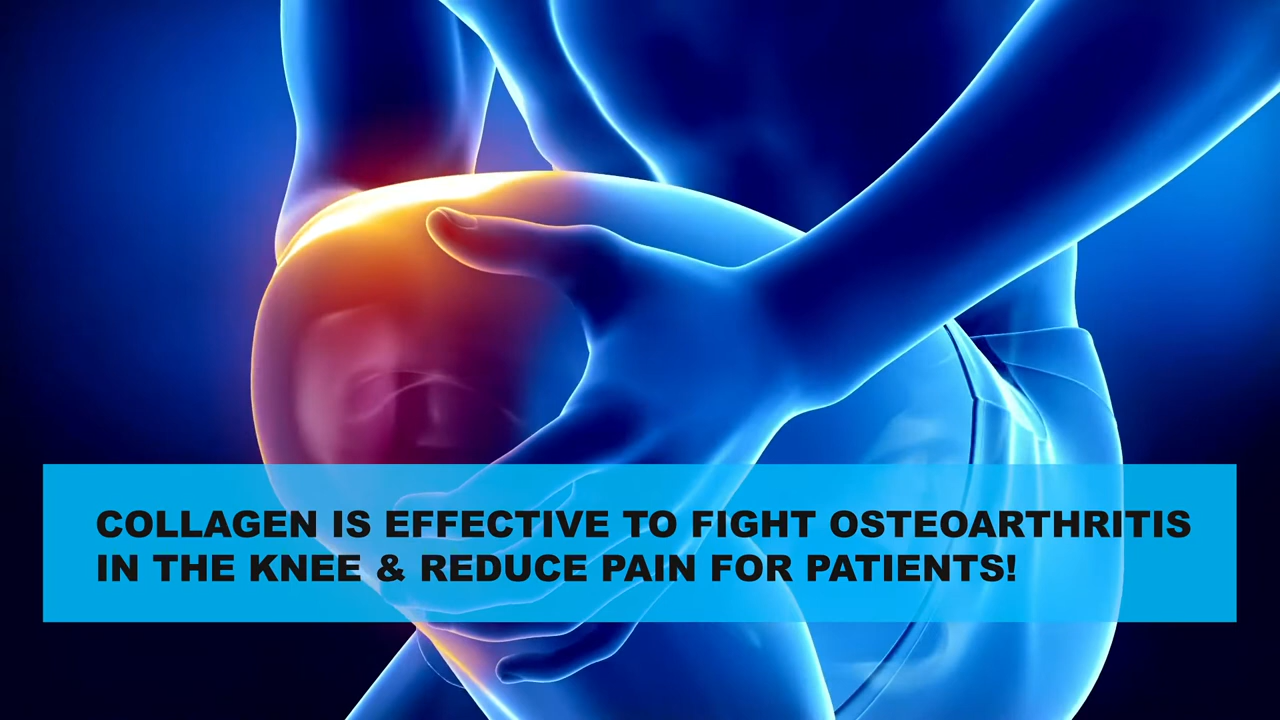 COLLAGEN IS EFFECTIVE TO FIGHT OSTEOARTHRITIS
IN THE KNEE & REDUCE PAIN FOR PATIENTS!